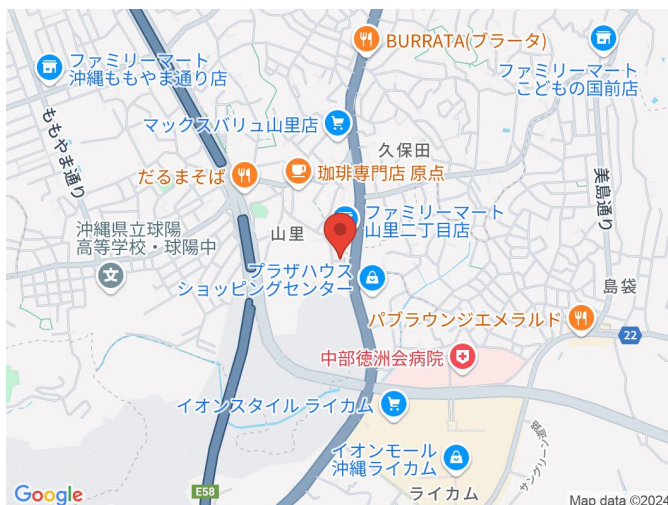 BURRATA(ブラータ)
ファミリーマート
沖縄ももやま通り店
ファミリーマート
こどもの国前店
ももやま通り
マックスバリュ山里店
久保田
美島通り
だるまそば
珈琲専門店 原点
ファミリーマート
山里二丁目店
沖縄県立球陽
高等学校・球陽中
山里
プラザハウス
ショッピングセンター
島袋
パブラウンジエメラルド
22
中部徳洲会病院
イオンスタイル ライカム
イオンモール
沖縄ライカム
サングリーン通り
ライカム
E58
Google
Map data ©2024